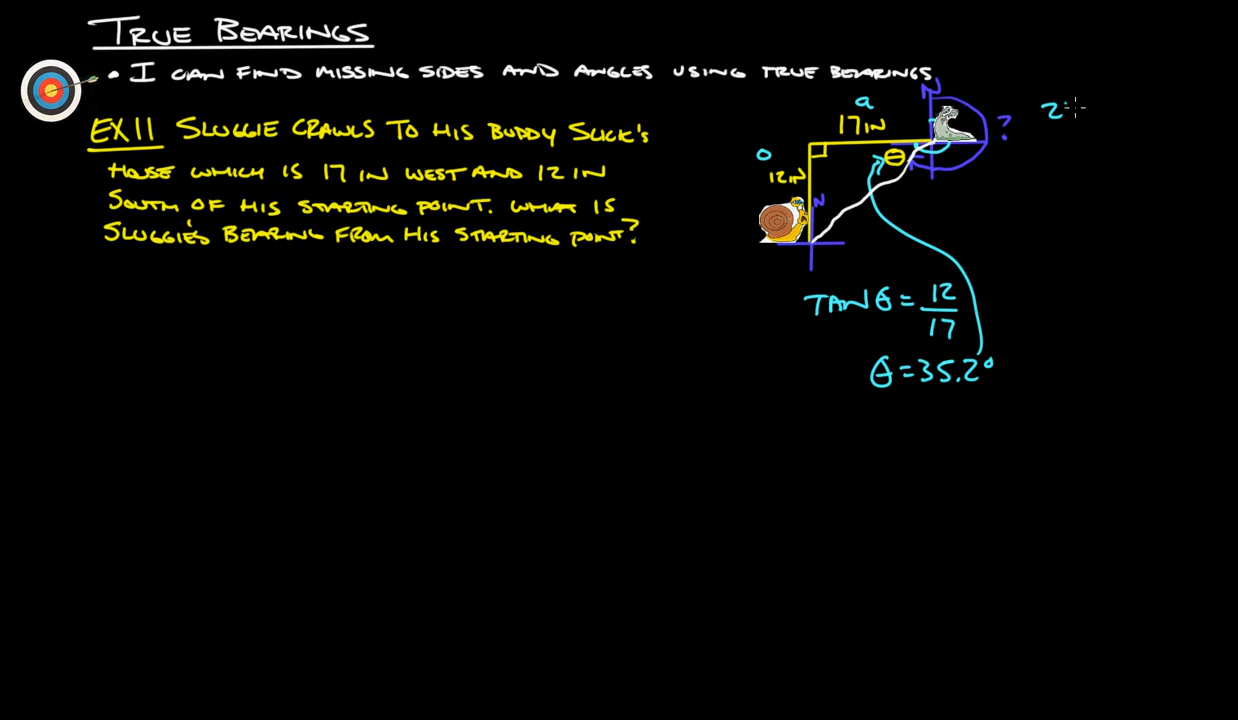 TRUE BEARINGS
• I CAN FIND MISSING SIDES AND ANGLES USING TRUE BEARINGS
EX11 SLUGGIE CRAWLS TO HIS BUDDY SLICK'S
HOUSE WHICH IS 17 IN WEST AND 12 IN
SOUTH OF HIS STARTING POINT. WHAT IS
SLUGGIE'S BEARING FROM HIS STARTING POINT?
N
a
17 IN
?
2
o
θ
12 IN
N
TAN θ = 12/17
θ = 35.2°